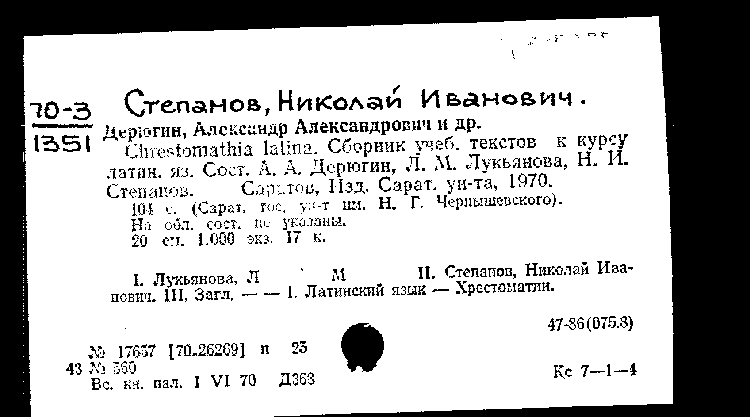 70-3
1351
Степанов, Николай Иванович.
Дерюгин, Александр Александрович и др.
Chrestomathia latina. Сборник учеб. текстов к курсу
латин. яз. Сост. А. А. Дерюгин, Л. М. Лукьянова, Н. И.
Степанов. Саратов, Изд. Сарат. ун-та, 1970.
104 с. (Сарат. гос. ун-т им. Н. Г. Чернышевского).
На обл. сост. не указаны.
20 см. 1.000 экз. 17 к.
I. Лукьянова, Л М II. Степанов, Николай Ива-
нович. III. Загл. — — 1. Латинский язык — Хрестоматии.
47-86(075.8)
№ 17657 [70-26269] п 23
43 № 560
Вс. кн. пал. 1 VI 70 Д363
Кс 7—1—4